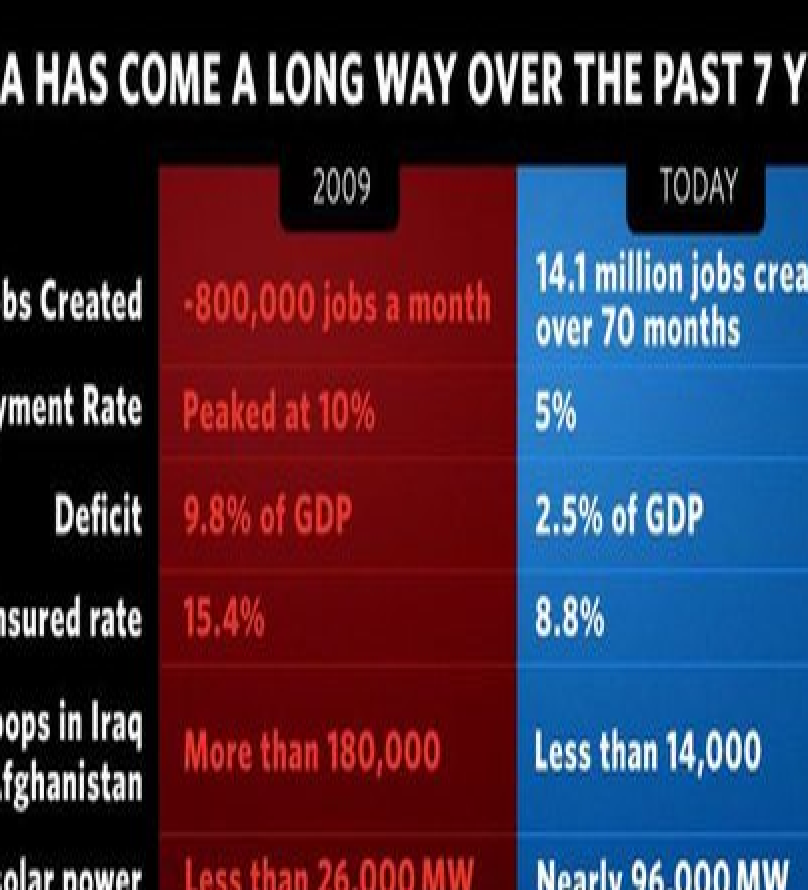 A HAS COME A LONG WAY OVER THE PAST 7 Y
2009
TODAY
bs Created
-800,000 jobs a month
14.1 million jobs crea
over 70 months
yment Rate
Peaked at 10%
5%
Deficit
9.8% of GDP
2.5% of GDP
nsured rate
15.4%
8.8%
oops in Iraq
fghanistan
More than 180,000
Less than 14,000
solar power
Less than 26,000 MW
Nearly 96,000 MW